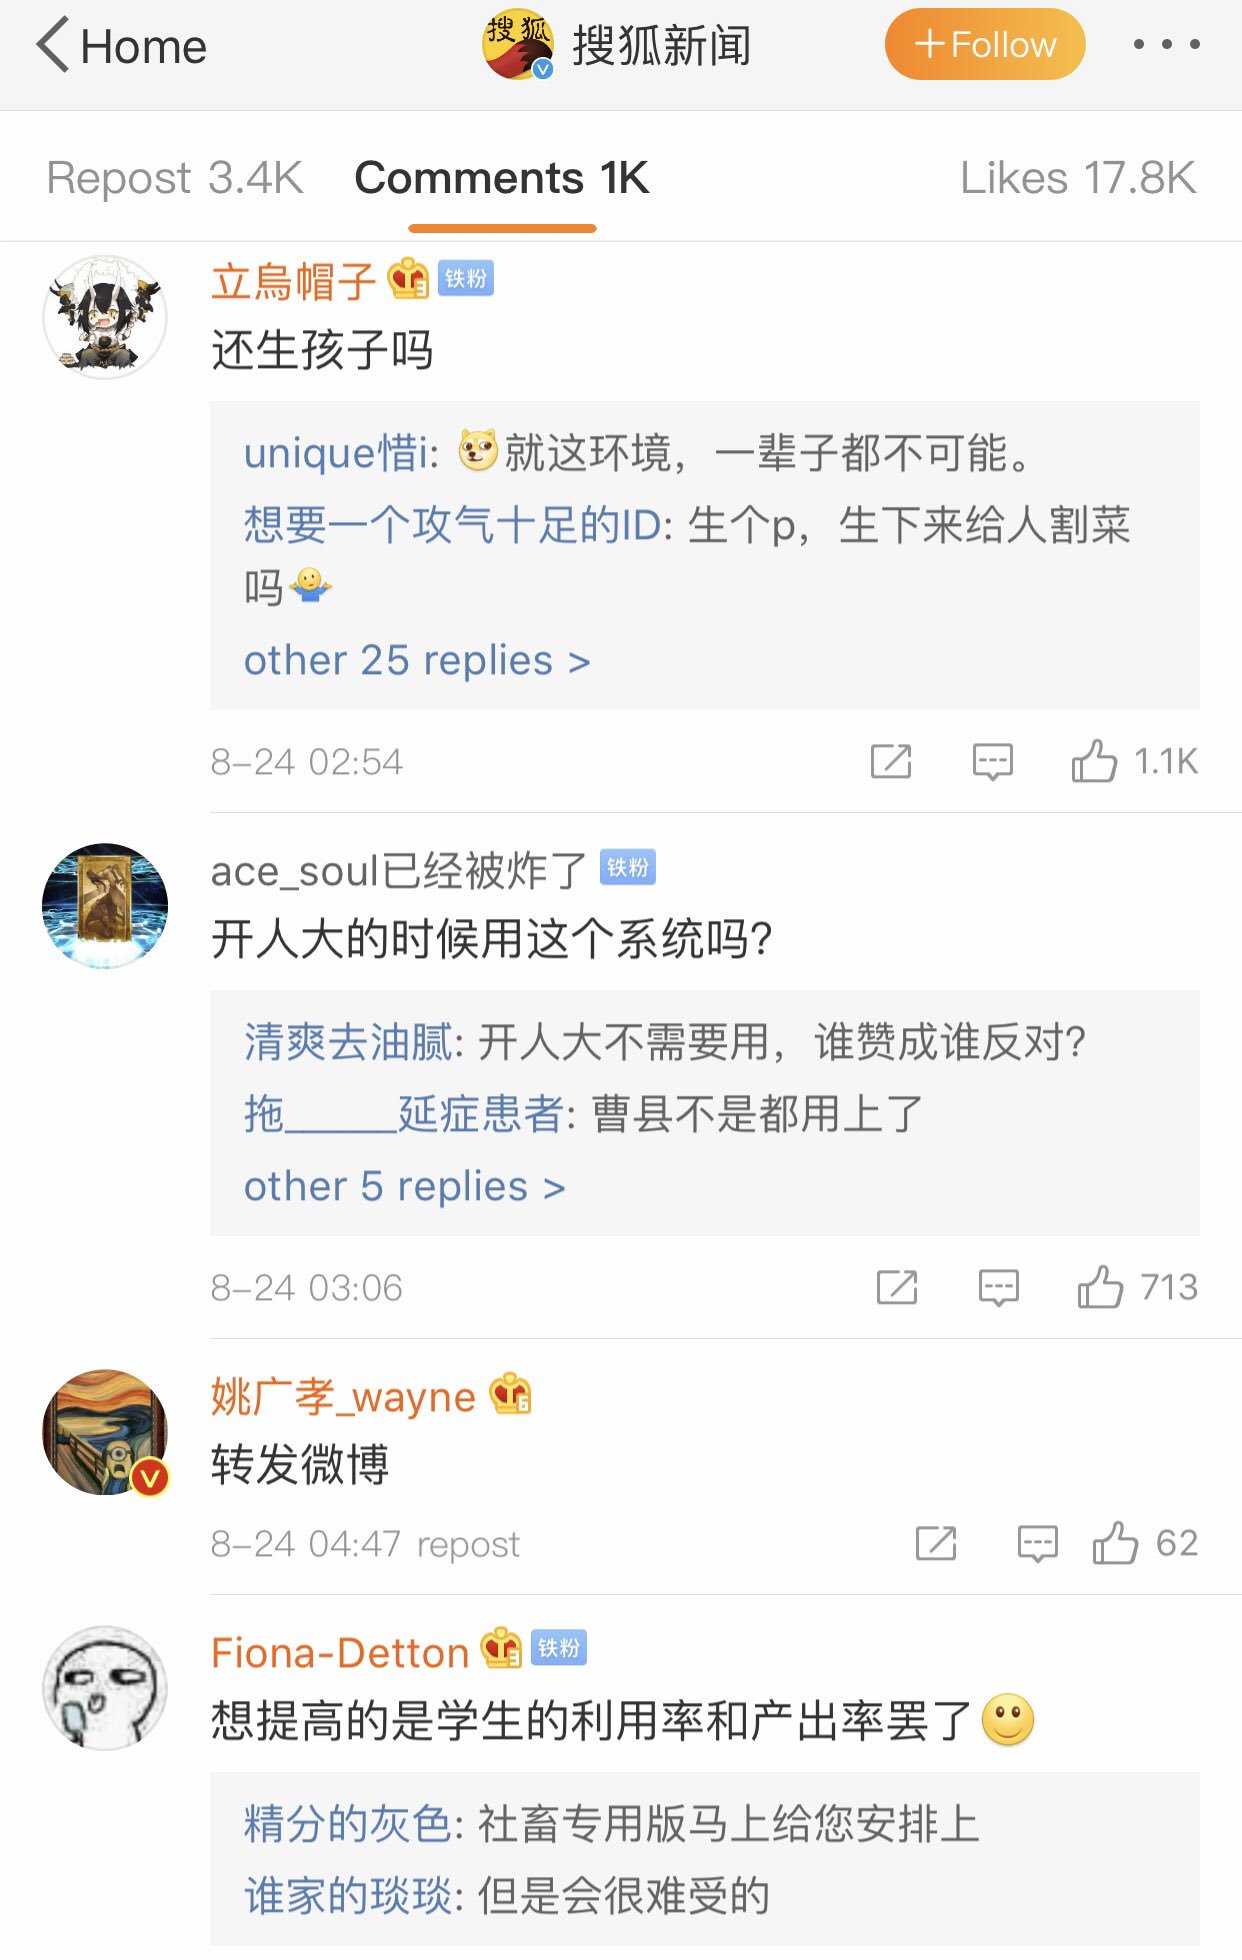 Home
搜狐
搜狐新闻
+Follow
Repost 3.4K
Comments 1K
Likes 17.8K
立烏帽子 铁粉
还生孩子吗
unique惜i: 就这环境，一辈子都不可能。
想要一个攻气十足的ID: 生个p，生下来给人割菜
吗
other 25 replies >
8-24 02:54
1.1K
ace_soul已经被炸了 铁粉
开人大的时候用这个系统吗?
清爽去油腻: 开人大不需要用，谁赞成谁反对?
拖______延症患者: 曹县不是都用上了
other 5 replies >
8-24 03:06
713
姚广孝_wayne
转发微博
8-24 04:47 repost
62
Fiona-Detton 铁粉
想提高的是学生的利用率和产出率罢了
精分的灰色: 社畜专用版马上给您安排上
谁家的琰琰: 但是会很难受的